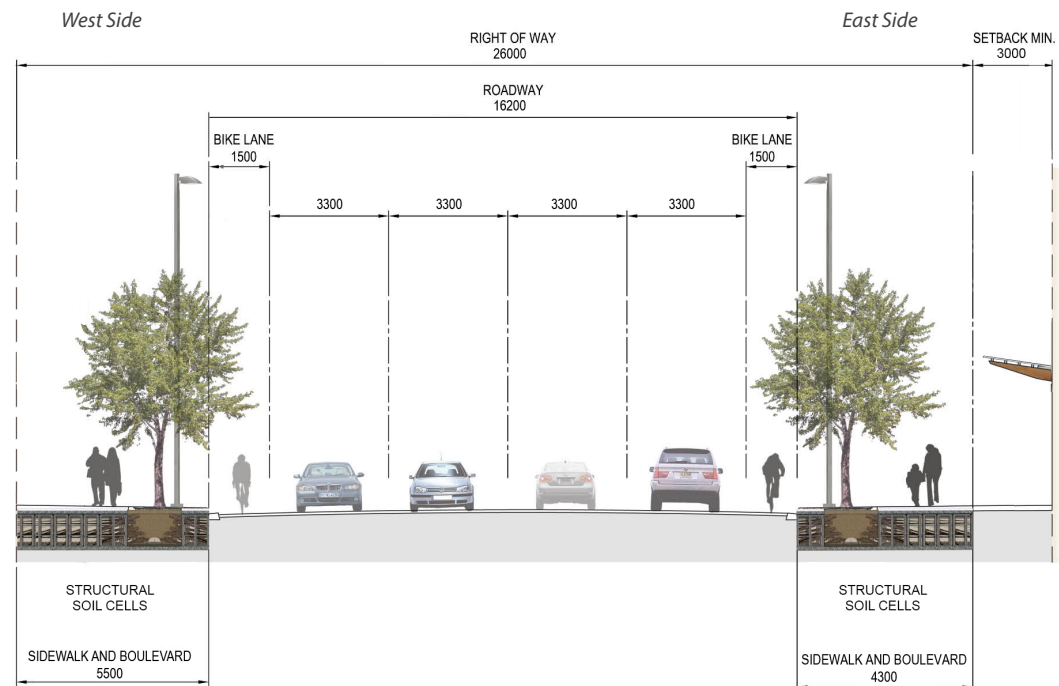 West Side
East Side
RIGHT OF WAY
26000
SETBACK MIN.
3000
ROADWAY
16200
BIKE LANE
1500
BIKE LANE
1500
3300
3300
3300
3300
STRUCTURAL
SOIL CELLS
STRUCTURAL
SOIL CELLS
SIDEWALK AND BOULEVARD
5500
SIDEWALK AND BOULEVARD
4300